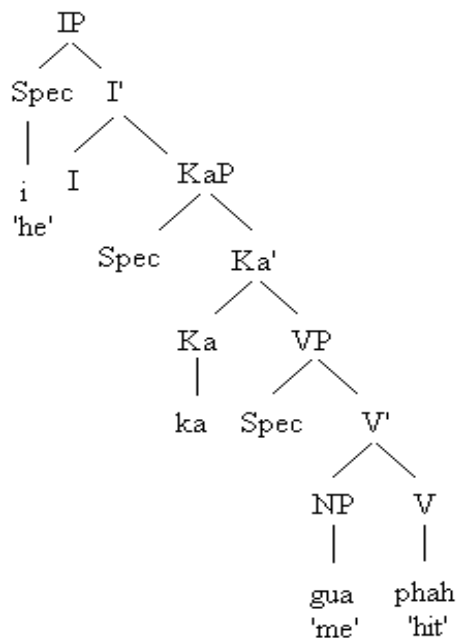 IP
Spec I'
i I KaP
'he'
Spec Ka'
Ka VP
ka Spec V'
NP V
gua phah
'me' 'hit'